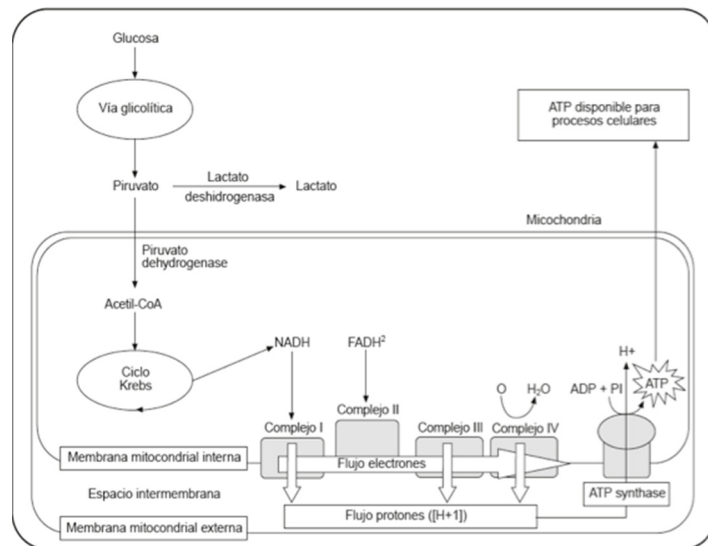 Glucosa
Vía glicolítica
ATP disponible para
procesos celulares
Piruvato
Lactato
deshidrogenasa
Lactato
Micochondria
Piruvato
dehydrogenase
Acetil-CoA
Ciclo
Krebs
NADH
FADH²
O
H₂O
H+
ADP + PI
ATP
Complejo I
Complejo II
Complejo III
Complejo IV
Membrana mitocondrial interna
Flujo electrones
Espacio intermembrana
ATP synthase
Flujo protones ([H+1])
Membrana mitocondrial externa